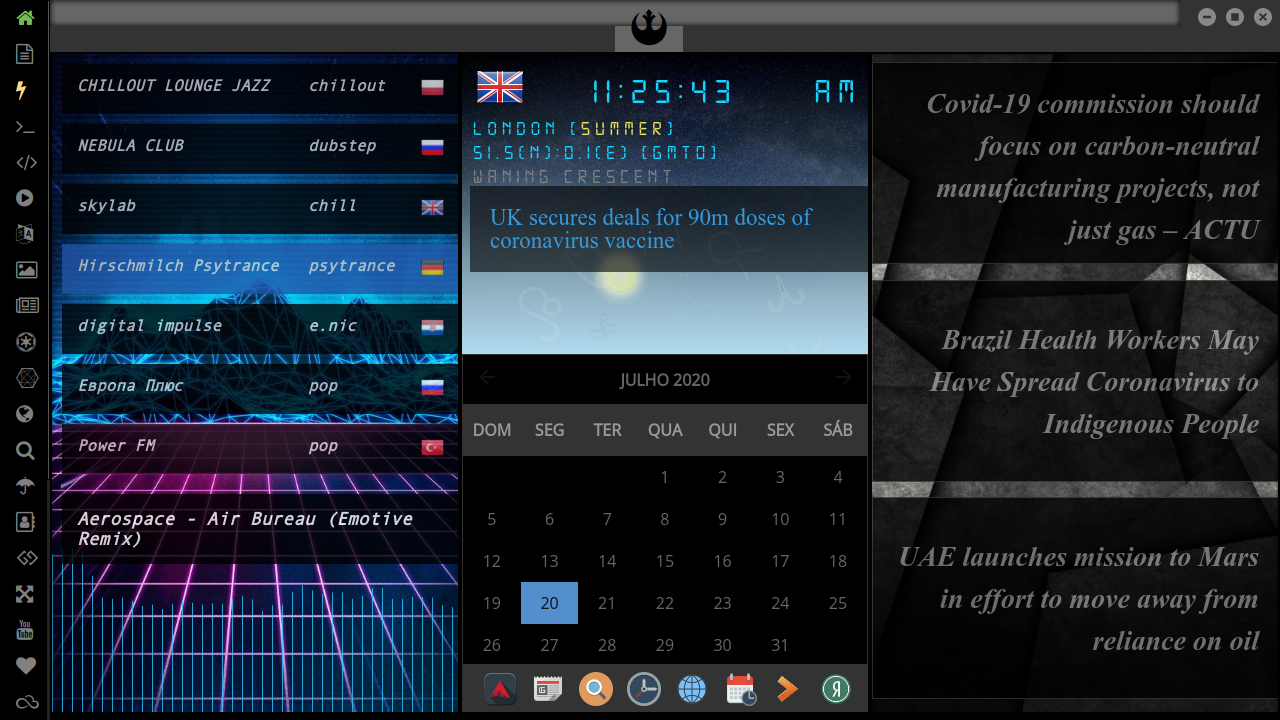 CHILLOUT LOUNGE JAZZ chillout
NEBULA CLUB dubstep
skylab chill
Hirschmilch Psytrance psytrance
digital impulse e.nic
Европа Плюс pop
Power FM pop
Aerospace - Air Bureau (Emotive
Remix)
11:25:43 AM
LONDON (SUMMER)
51.5(N):0.1(E) (GMT0)
WANING CRESCENT
UK secures deals for 90m doses of
coronavirus vaccine
JULHO 2020
DOM SEG TER QUA QUI SEX SÁB
1 2 3 4
5 6 7 8 9 10 11
12 13 14 15 16 17 18
19 20 21 22 23 24 25
26 27 28 29 30 31
Covid-19 commission should
focus on carbon-neutral
manufacturing projects, not
just gas – ACTU
Brazil Health Workers May
Have Spread Coronavirus to
Indigenous People
UAE launches mission to Mars
in effort to move away from
reliance on oil
You
Tube
Я